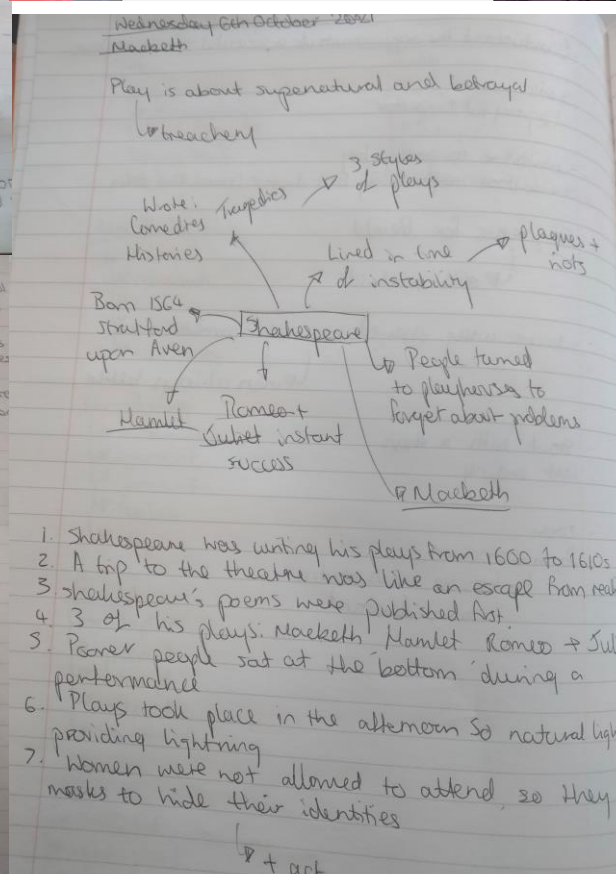 Wednesday 6th October 2021
Macbeth
Play is about supenatural and betrayal
treachery
3 styles
of plays
Wrote: Tragedies
Comedies
Histories
Lived in time
of instability
plagues +
riots
Born 1564
Stratford
upon Aven
Shakespeare
People turned
to playhouses to
forget about problems
Hamlet
Romeo +
Juliet instant
success
Macbeth
1. Shakespeare was writing his plays from 1600 to 1610s
2. A trip to the theatre was like an escape from real
3. Shakespear's poems were published first
4. 3 of his plays: Macbeth Hamlet Romeo + Jul
5. Poorer people sat at the bottom during a
performance
6. Plays took place in the afternoon so natural ligh
providing lightning
7. Women were not allowed to attend, so they
masks to hide their identities
+ act